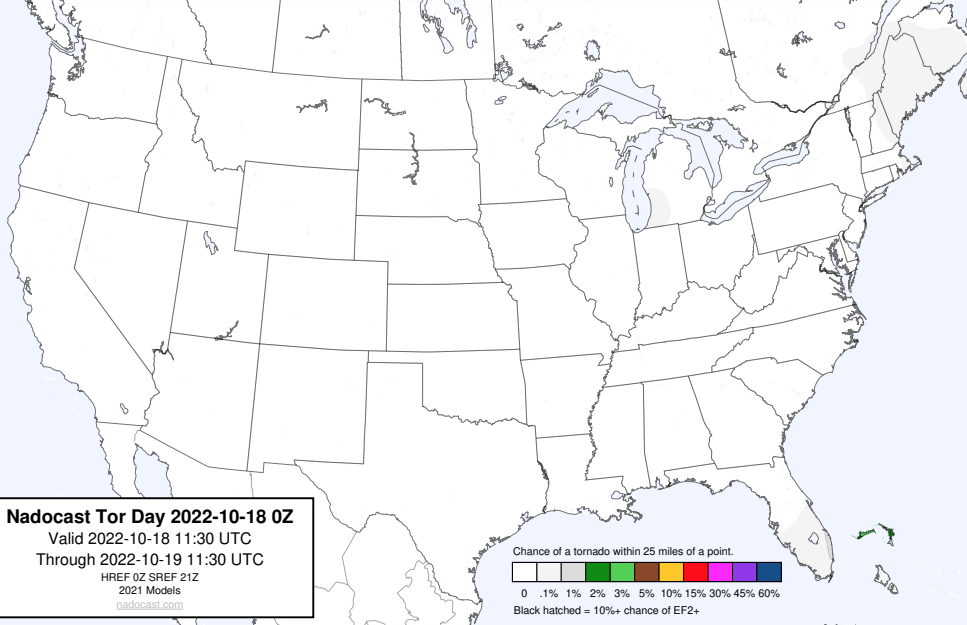 Nadocast Tor Day 2022-10-18 0Z
Valid 2022-10-18 11:30 UTC
Through 2022-10-19 11:30 UTC
HREF 0Z SREF 21Z
2021 Models
nadocast.com
Chance of a tornado within 25 miles of a point.
0 .1% 1% 2% 3% 5% 10% 15% 30% 45% 60%
Black hatched = 10%+ chance of EF2+